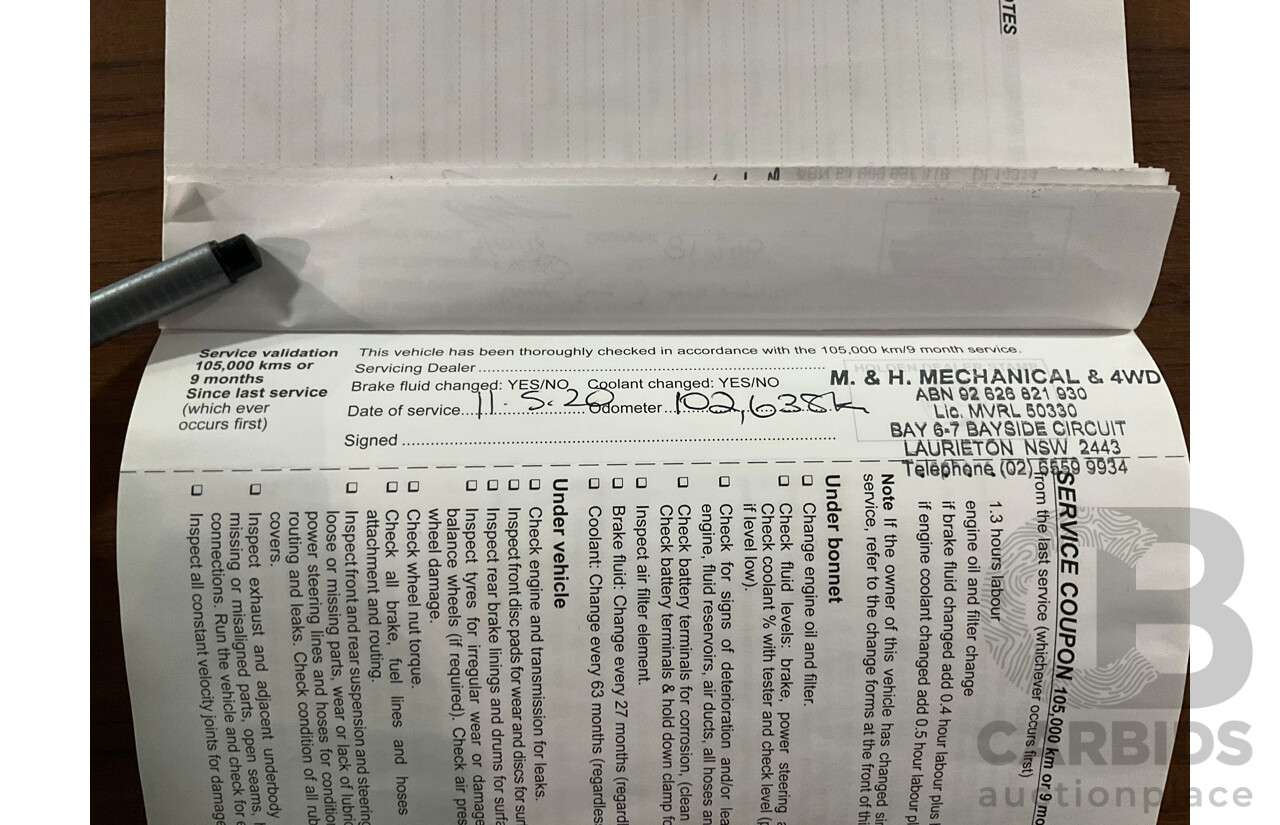 OTES
Service validation
105,000 kms or
9 months
Since last service
(which ever
occurs first)
This vehicle has been thoroughly checked in accordance with the 105,000 km/9 month service.
Servicing Dealer
Brake fluid changed: YES/NO Coolant changed: YES/NO
Date of service 11.5.20 Odometer 102,638k
Signed
HOLDEN DEALER STAMP
M. & H. MECHANICAL & 4WD
ABN 92 626 821 930
Lic. MVRL 50330
BAY 6-7 BAYSIDE CIRCUIT
LAURIETON NSW 2443
Telephone (02) 6559 9934
SERVICE COUPON 105,000 km or 9 mo
from the last service (whichever occurs first)
1.3 hours labour
engine oil and filter change
if brake fluid changed add 0.4 hour labour plus
if engine coolant changed add 0.5 hour labour
Note If the owner of this vehicle has changed
service, refer to the change forms at the front of
Under bonnet
Change engine oil and filter.
Check fluid levels: brake, power steering
Check coolant % with tester and check level
if level low).
Check for signs of deterioration and/or
engine, fluid reservoirs, air ducts, all hoses
Check battery terminals for corrosion, (clean
Check battery terminals & hold down clamp
Inspect air filter element.
Brake fluid: Change every 27 months
Coolant: Change every 63 months
Under vehicle
Check engine and transmission for leaks.
Inspect front disc pads for wear and discs for
Inspect rear brake linings and drums for
Inspect tyres for irregular wear or damage
balance wheels (if required). Check air
wheel damage.
Check wheel nut torque.
Check all brake, fuel lines and hoses
attachment and routing.
Inspect front and rear suspension and steering
loose or missing parts, wear or lack of
power steering lines and hoses for
routing and leaks. Check condition of all
covers.
Inspect exhaust and adjacent underbody
missing or misaligned parts, open seams,
connections. Run the vehicle and check for
Inspect all constant velocity joints for
CARBIDS
auctionplace